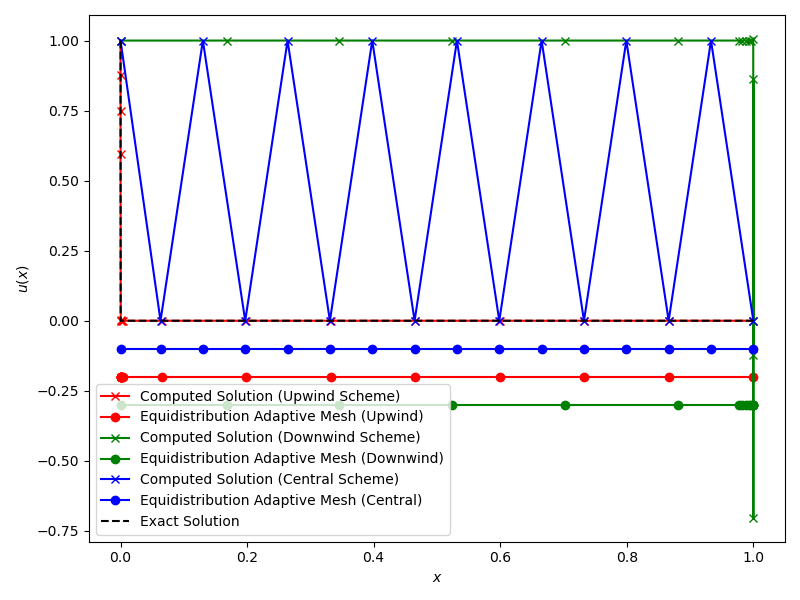 1.00
0.75
0.50
0.25
0.00
−0.25
−0.50
−0.75
u(x)
Computed Solution (Upwind Scheme)
Equidistribution Adaptive Mesh (Upwind)
Computed Solution (Downwind Scheme)
Equidistribution Adaptive Mesh (Downwind)
Computed Solution (Central Scheme)
Equidistribution Adaptive Mesh (Central)
Exact Solution
0.0 0.2 0.4 0.6 0.8 1.0
x